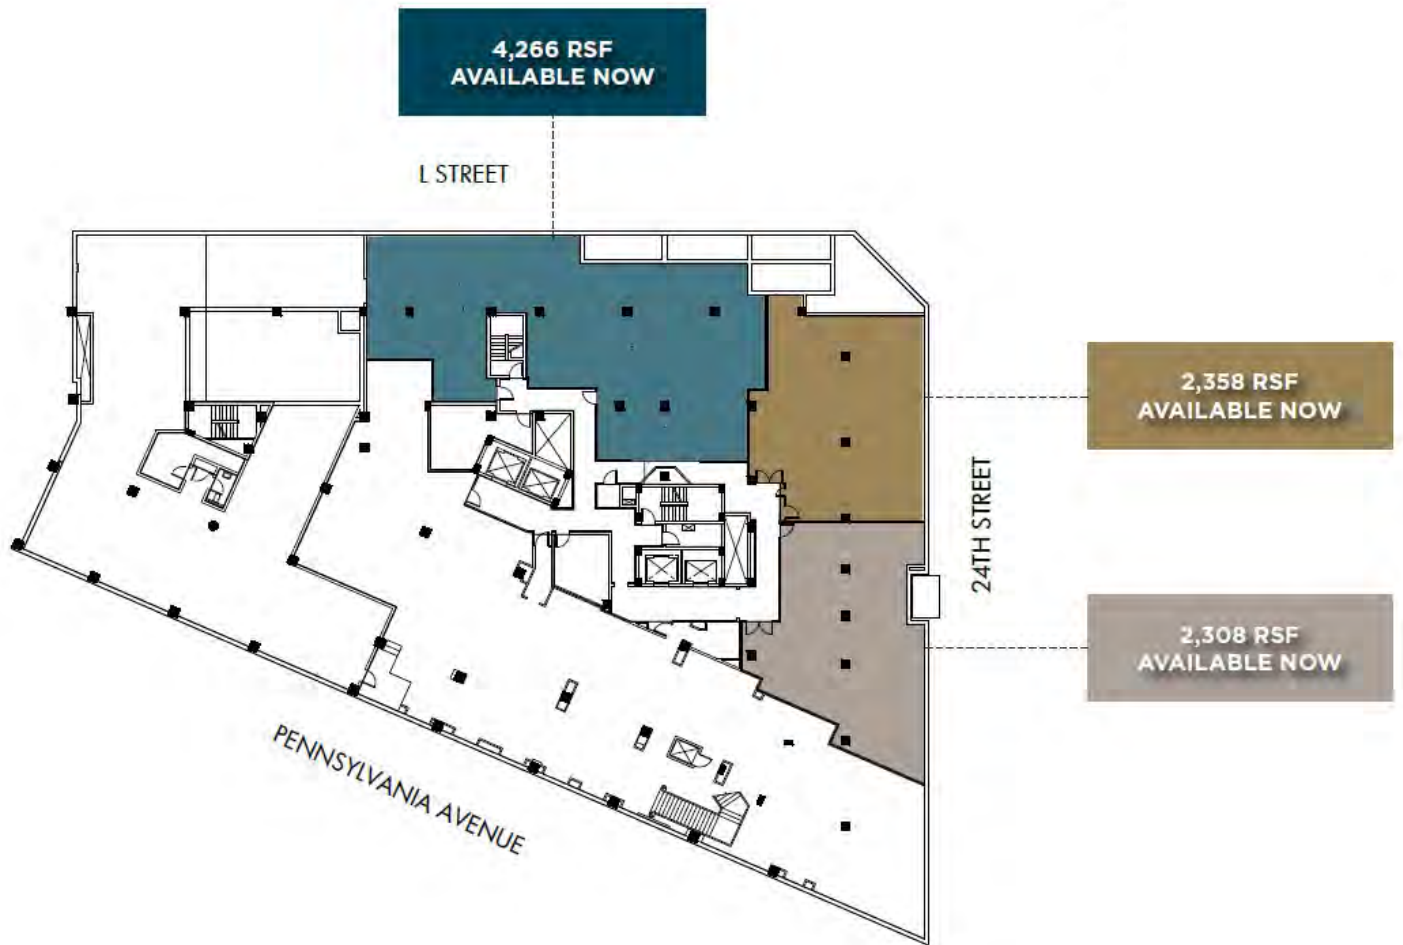 4,266 RSF
AVAILABLE NOW
L STREET
2,358 RSF
AVAILABLE NOW
24TH STREET
2,308 RSF
AVAILABLE NOW
PENNSYLVANIA AVENUE